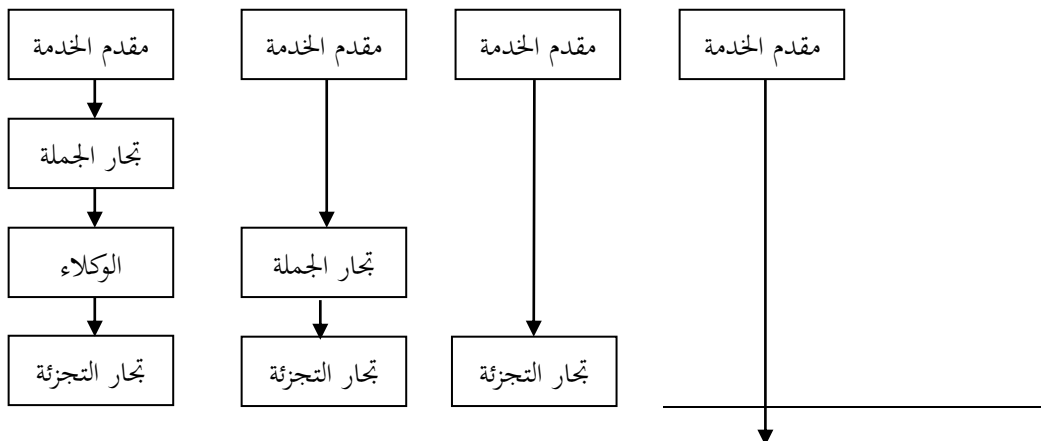 مقدم الخدمة
مقدم الخدمة
مقدم الخدمة
مقدم الخدمة
تجار الجملة
الوكلاء
تجار الجملة
تجار التجزئة
تجار التجزئة
تجار التجزئة